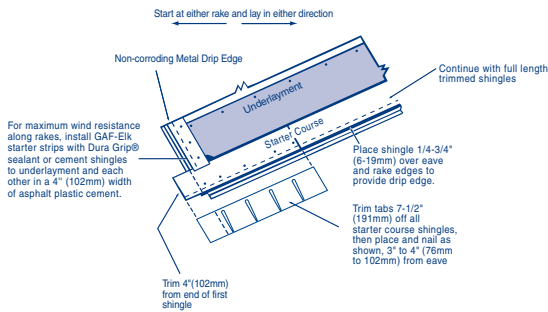 Start at either rake and lay in either direction
Non-corroding Metal Drip Edge
Continue with full length
trimmed shingles
Underlayment
Starter Course
For maximum wind resistance
along rakes, install GAF-Elk
starter strips with Dura Grip®
sealant or cement shingles
to underlayment and each
other in a 4" (102mm) width
of asphalt plastic cement.
Place shingle 1/4-3/4"
(6-19mm) over eave
and rake edges to
provide drip edge.
Trim tabs 7-1/2"
(191mm) off all
starter course shingles,
then place and nail as
shown, 3" to 4" (76mm
to 102mm) from eave
Trim 4"(102mm)
from end of first
shingle